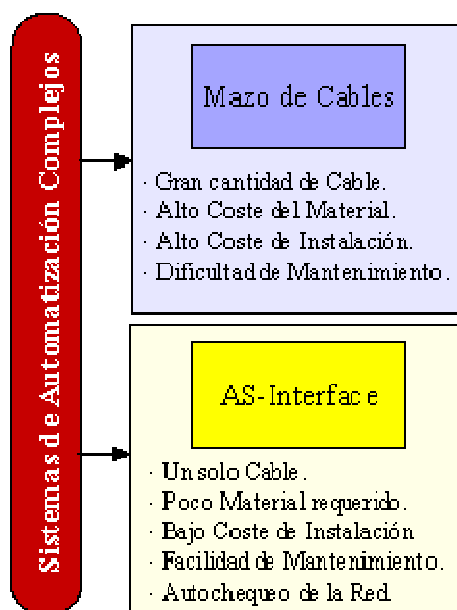 Sistemas de Automatización Complejos
Mazo de Cables
· Gran cantidad de Cable.
· Alto Coste del Material.
· Alto Coste de Instalación.
· Dificultad de Mantenimiento.
AS-Interface
· Un solo Cable.
· Poco Material requerido.
· Bajo Coste de Instalación
· Facilidad de Mantenimiento.
· Autochequeo de la Red.